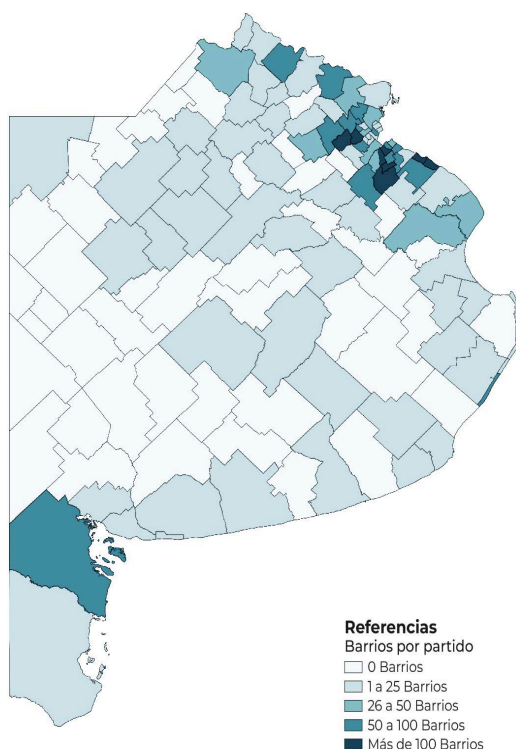 Referencias
Barrios por partido
0 Barrios
1 a 25 Barrios
26 a 50 Barrios
50 a 100 Barrios
Más de 100 Barrios